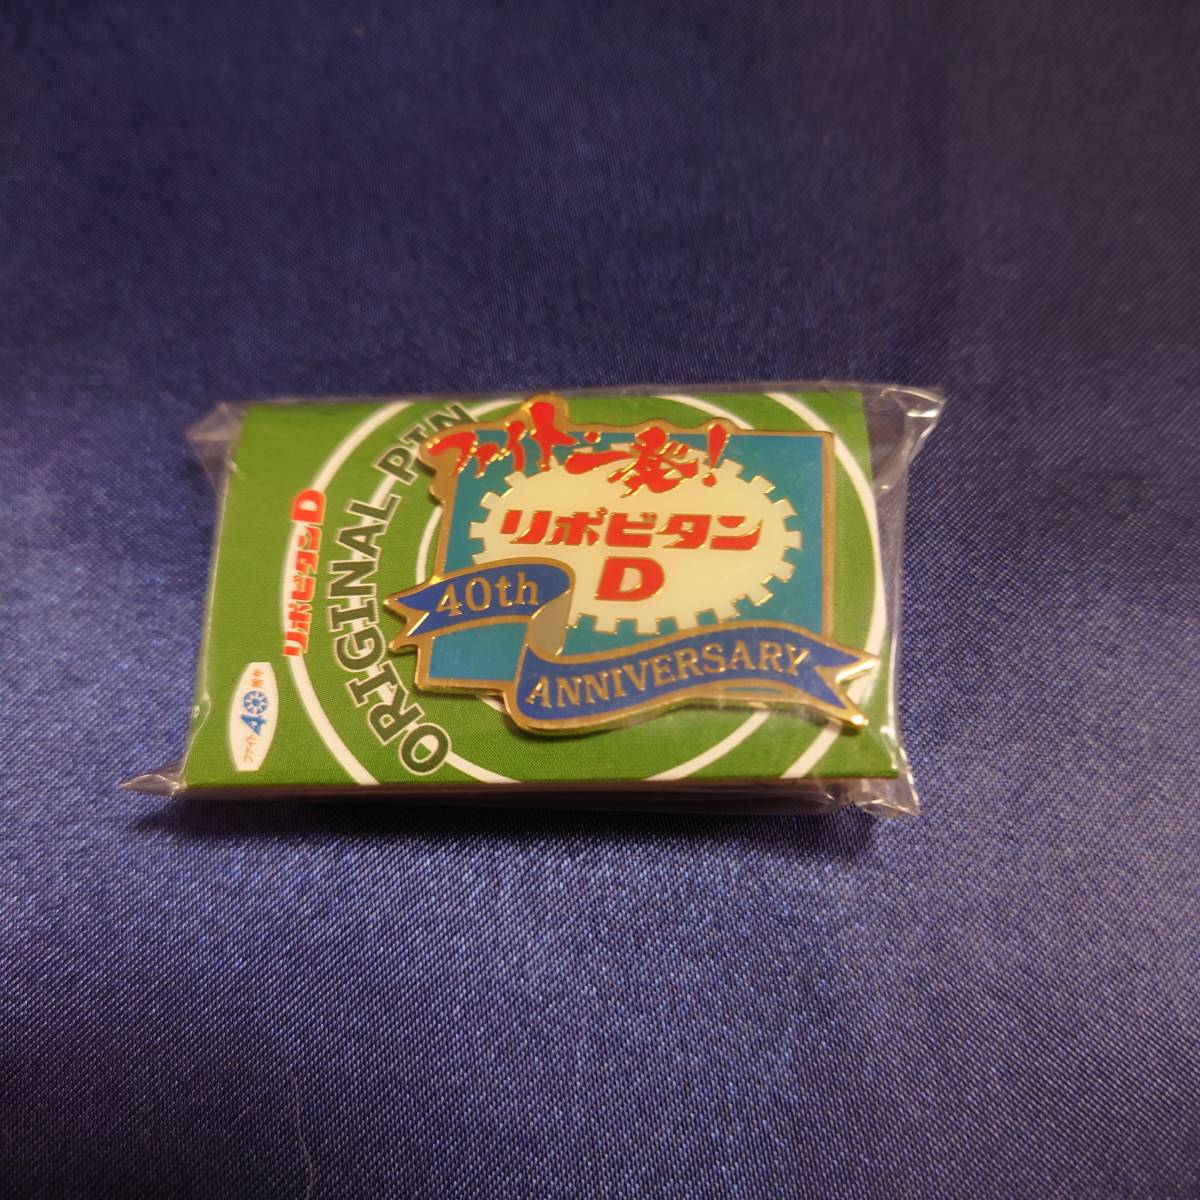 ファイト一発!
リポビタン
D
40th
ANNIVERSARY
ORIGINAL PIN
リポビタンD
ファイト40周年